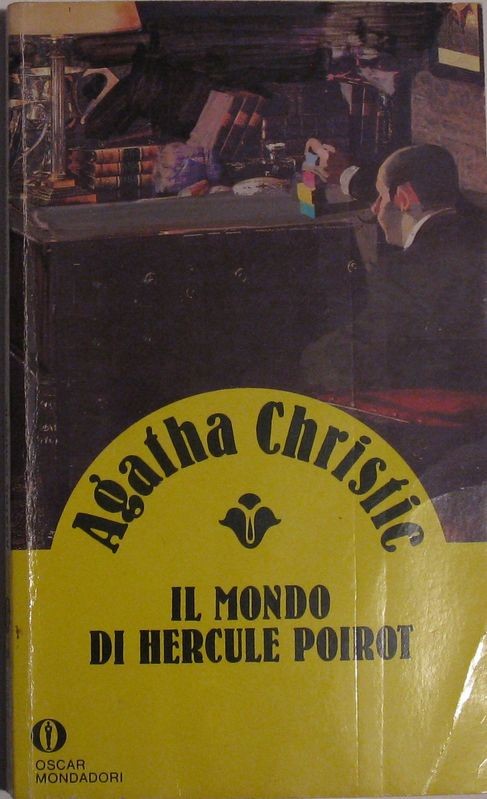 Agatha Christie
IL MONDO
DI HERCULE POIROT
OSCAR
MONDADORI